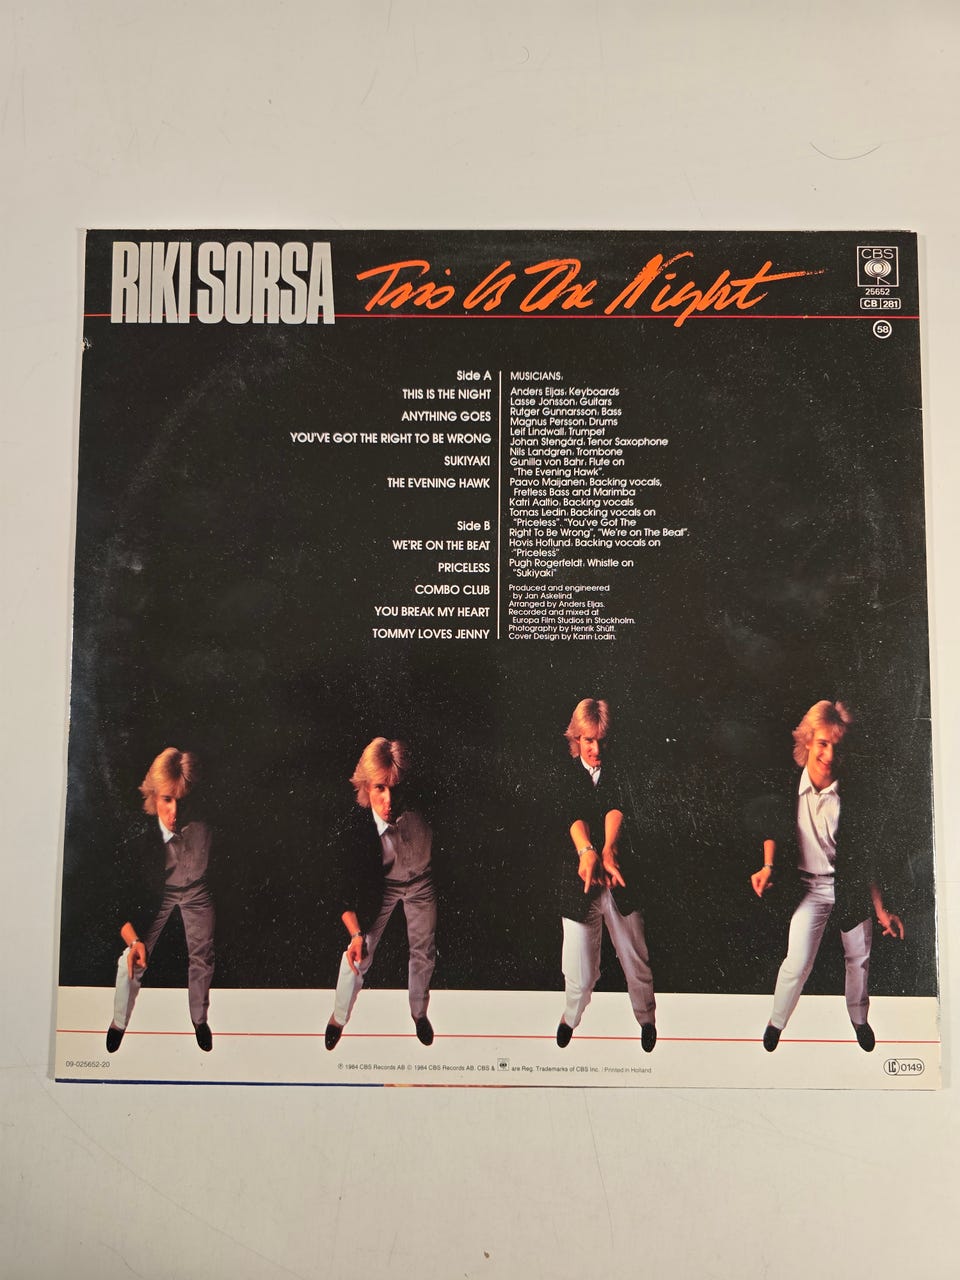 RIKI SORSA
This Is The Night
CBS
25652
CB 281
58
Side A
THIS IS THE NIGHT
ANYTHING GOES
YOU'VE GOT THE RIGHT TO BE WRONG
SUKIYAKI
THE EVENING HAWK
Side B
WE'RE ON THE BEAT
PRICELESS
COMBO CLUB
YOU BREAK MY HEART
TOMMY LOVES JENNY
MUSICIANS:
Anders Eljas: Keyboards
Lasse Jonsson: Guitars
Rutger Gunnarsson: Bass
Magnus Persson: Drums
Leif Lindwall: Trumpet
Johan Stengård: Tenor Saxophone
Nils Landgren: Trombone
Gunilla von Bahr: Flute on
"The Evening Hawk".
Paavo Maijanen: Backing vocals,
Fretless Bass and Marimba
Katri Aaltio: Backing vocals
Tomas Ledin: Backing vocals on
"Priceless". "You've Got The
Right To Be Wrong", "We're on The Beat".
Hovis Hoflund: Backing vocals on
"Priceless"
Pugh Rogerfeldt: Whistle on
"Sukiyaki"
Produced and engineered
by Jan Askelind
Arranged by Anders Eljas.
Recorded and mixed at
Europa Film Studios in Stockholm.
Photography by Henrik Shütt.
Cover Design by Karin Lodin.
09-025652-20
℗ 1984 CBS Records AB © 1984 CBS Records AB. CBS & are Reg. Trademarks of CBS Inc. / Printed in Holland
LC 0149